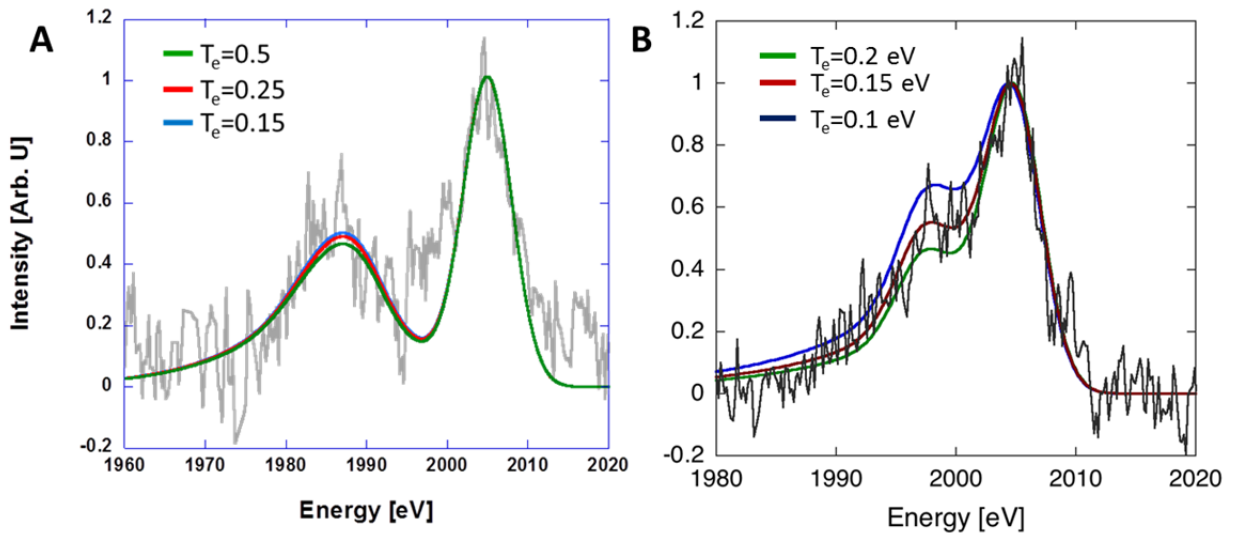 A
1.2
1
0.8
0.6
0.4
0.2
0
-0.2
Intensity [Arb. U]
Te=0.5
Te=0.25
Te=0.15
1960 1970 1980 1990 2000 2010 2020
Energy [eV]
B
1.2
1
0.8
0.6
0.4
0.2
0
-0.2
Te=0.2 eV
Te=0.15 eV
Te=0.1 eV
1980 1990 2000 2010 2020
Energy [eV]